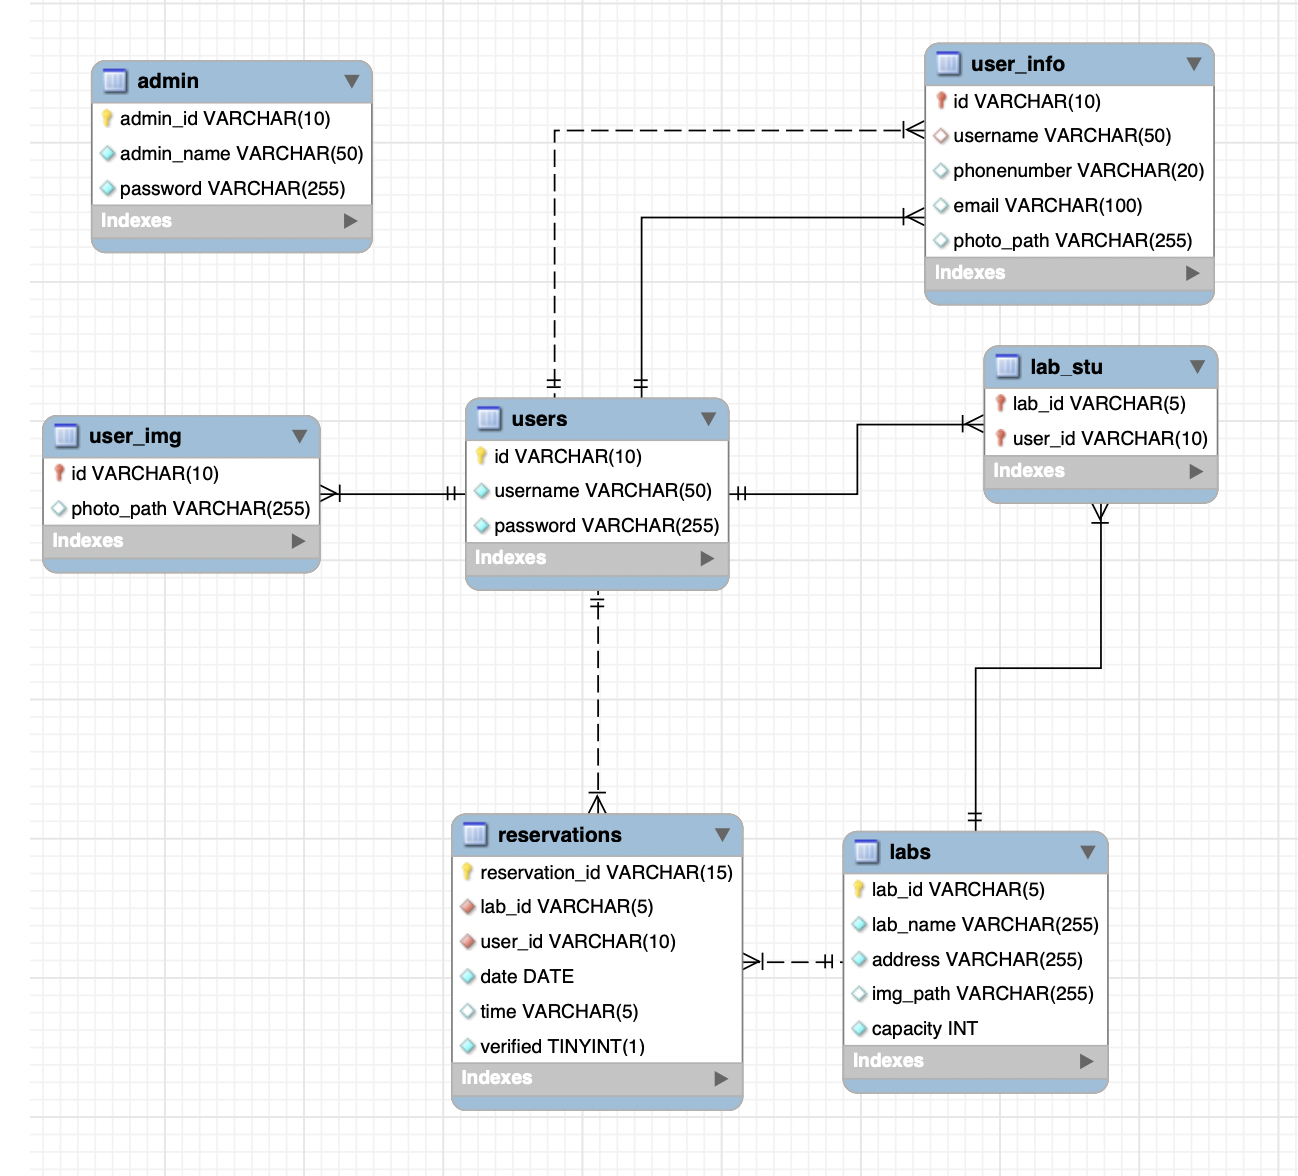 admin
admin_id VARCHAR(10)
admin_name VARCHAR(50)
password VARCHAR(255)
Indexes
user_info
id VARCHAR(10)
username VARCHAR(50)
phonenumber VARCHAR(20)
email VARCHAR(100)
photo_path VARCHAR(255)
Indexes
user_img
id VARCHAR(10)
photo_path VARCHAR(255)
Indexes
users
id VARCHAR(10)
username VARCHAR(50)
password VARCHAR(255)
Indexes
lab_stu
lab_id VARCHAR(5)
user_id VARCHAR(10)
Indexes
reservations
reservation_id VARCHAR(15)
lab_id VARCHAR(5)
user_id VARCHAR(10)
date DATE
time VARCHAR(5)
verified TINYINT(1)
Indexes
labs
lab_id VARCHAR(5)
lab_name VARCHAR(255)
address VARCHAR(255)
img_path VARCHAR(255)
capacity INT
Indexes